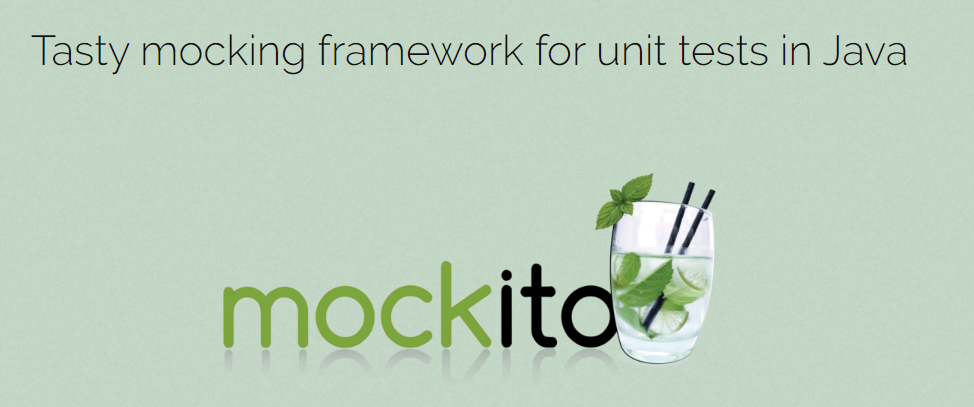 Tasty mocking framework for unit tests in Java
mockito